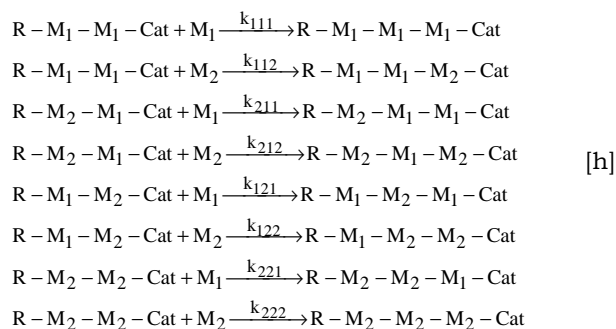 R – M₁ – M₁ – Cat + M₁ —k₁₁₁→ R – M₁ – M₁ – M₁ – Cat
R – M₁ – M₁ – Cat + M₂ —k₁₁₂→ R – M₁ – M₁ – M₂ – Cat
R – M₂ – M₁ – Cat + M₁ —k₂₁₁→ R – M₂ – M₁ – M₁ – Cat
R – M₂ – M₁ – Cat + M₂ —k₂₁₂→ R – M₂ – M₁ – M₂ – Cat
[h]
R – M₁ – M₂ – Cat + M₁ —k₁₂₁→ R – M₁ – M₂ – M₁ – Cat
R – M₁ – M₂ – Cat + M₂ —k₁₂₂→ R – M₁ – M₂ – M₂ – Cat
R – M₂ – M₂ – Cat + M₁ —k₂₂₁→ R – M₂ – M₂ – M₁ – Cat
R – M₂ – M₂ – Cat + M₂ —k₂₂₂→ R – M₂ – M₂ – M₂ – Cat